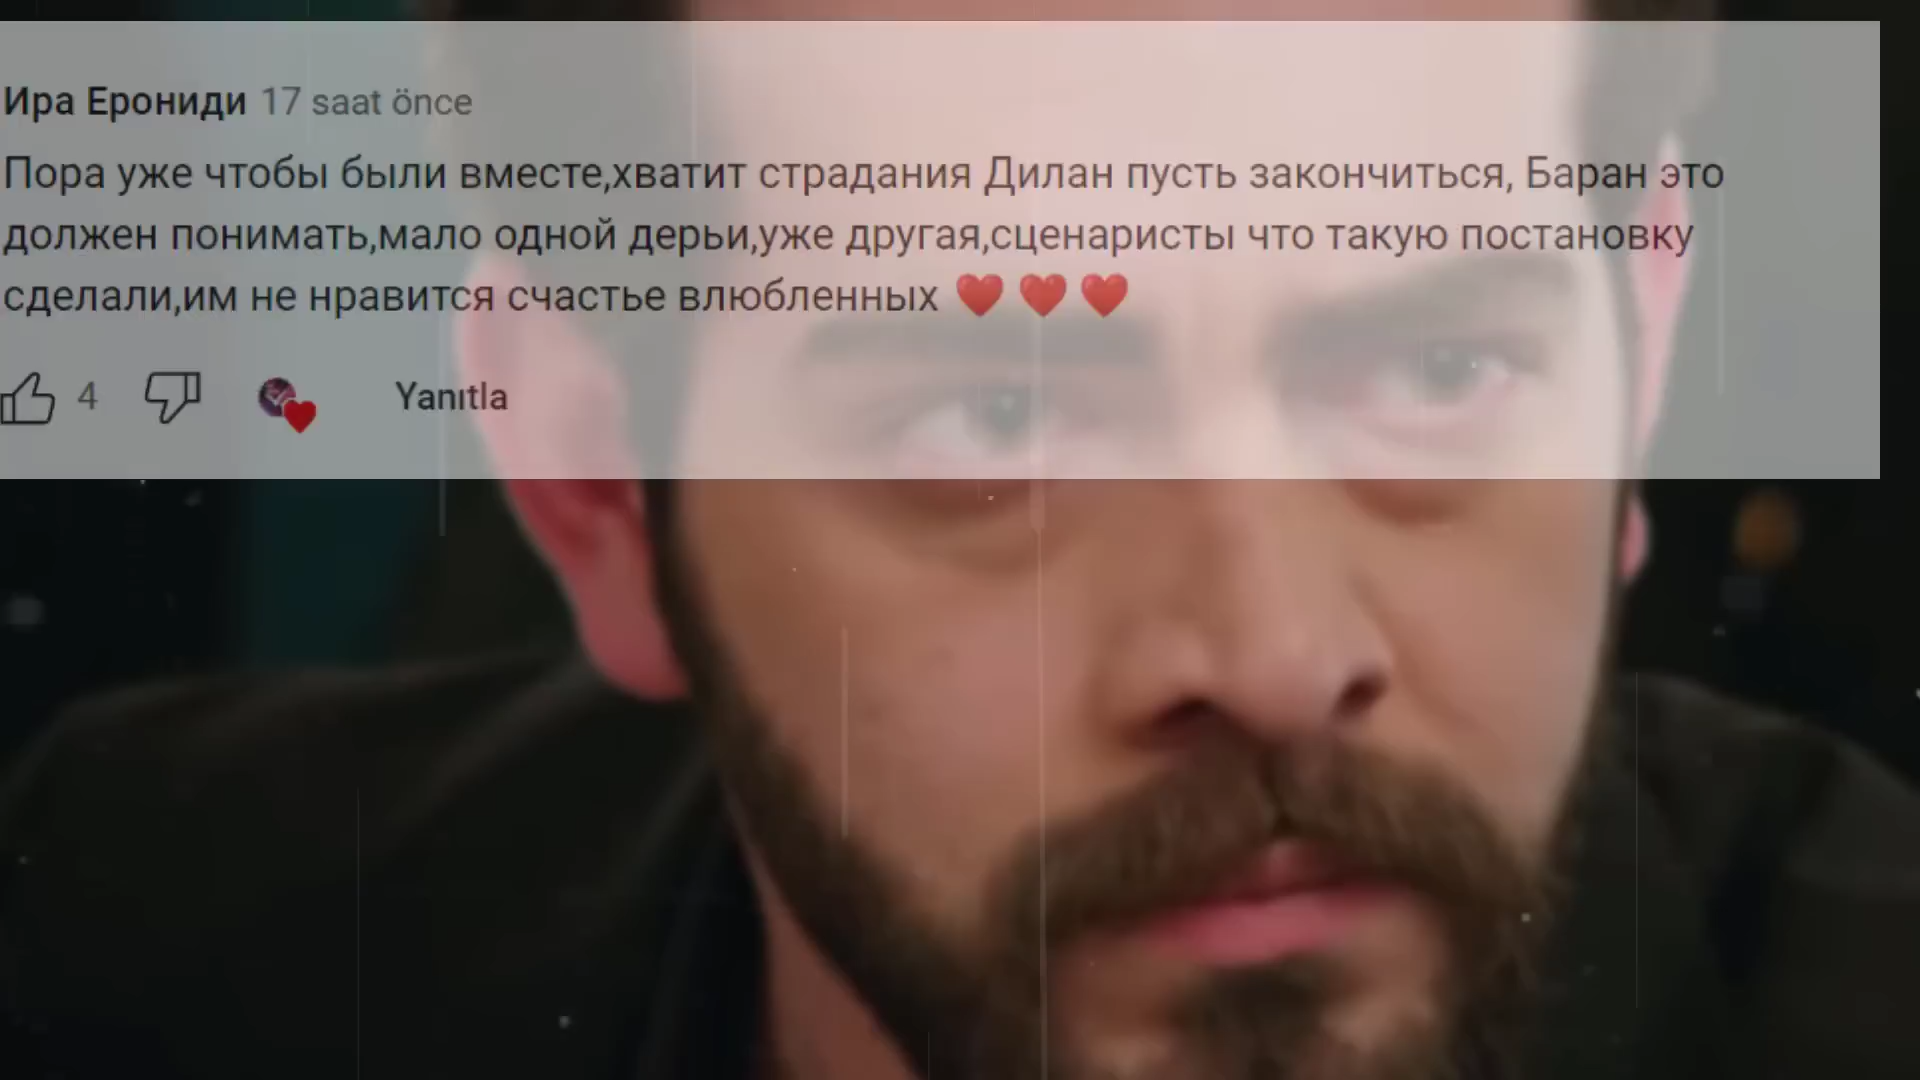 Ира Ерониди 17 saat önce
Пора уже чтобы были вместе,хватит страдания Дилан пусть закончиться, Баран это
должен понимать,мало одной дерьи,уже другая,сценаристы что такую постановку
сделали,им не нравится счастье влюбленных ❤️ ❤️ ❤️
4 Yanıtla